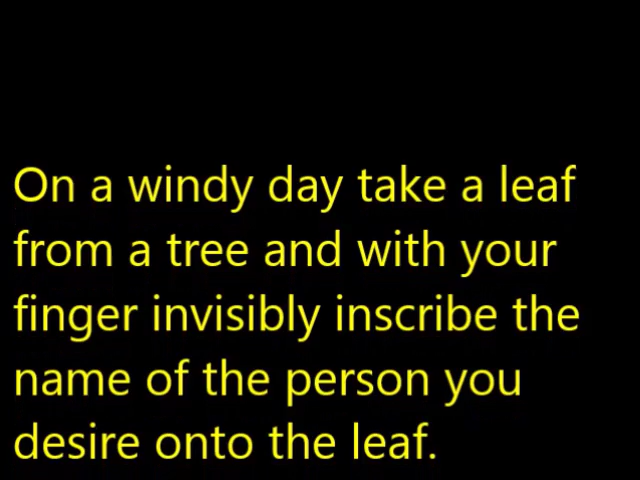 On a windy day take a leaf
from a tree and with your
finger invisibly inscribe the
name of the person you
desire onto the leaf.